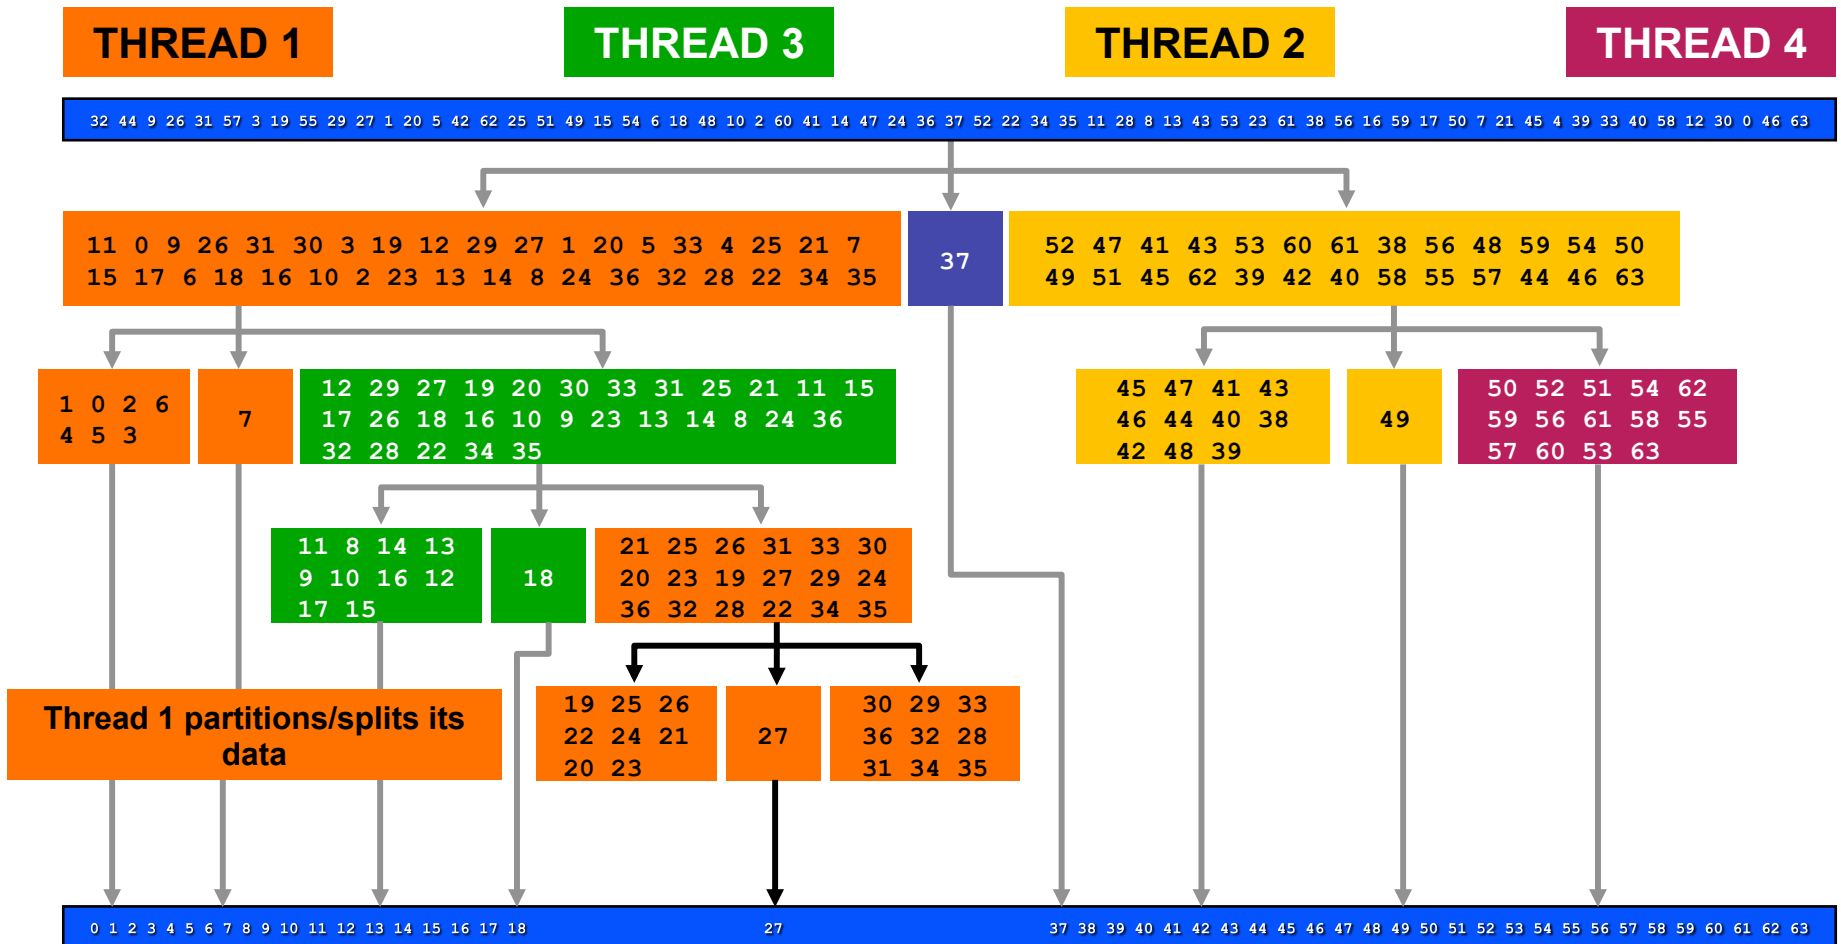 THREAD 1
THREAD 3
THREAD 2
THREAD 4
32 44 9 26 31 57 3 19 55 29 27 1 20 5 42 62 25 51 49 15 54 6 18 48 10 2 60 41 14 47 24 36 37 52 22 34 35 11 28 8 13 43 53 23 61 38 56 16 59 17 50 7 21 45 4 39 33 40 58 12 30 0 46 63
11 0 9 26 31 30 3 19 12 29 27 1 20 5 33 4 25 21 7
15 17 6 18 16 10 2 23 13 14 8 24 36 32 28 22 34 35
37
52 47 41 43 53 60 61 38 56 48 59 54 50
49 51 45 62 39 42 40 58 55 57 44 46 63
1 0 2 6
4 5 3
7
12 29 27 19 20 30 33 31 25 21 11 15
17 26 18 16 10 9 23 13 14 8 24 36
32 28 22 34 35
45 47 41 43
46 44 40 38
42 48 39
49
50 52 51 54 62
59 56 61 58 55
57 60 53 63
11 8 14 13
9 10 16 12
17 15
18
21 25 26 31 33 30
20 23 19 27 29 24
36 32 28 22 34 35
Thread 1 partitions/splits its
data
19 25 26
22 24 21
20 23
27
30 29 33
36 32 28
31 34 35
0 1 2 3 4 5 6 7 8 9 10 11 12 13 14 15 16 17 18 27 37 38 39 40 41 42 43 44 45 46 47 48 49 50 51 52 53 54 55 56 57 58 59 60 61 62 63